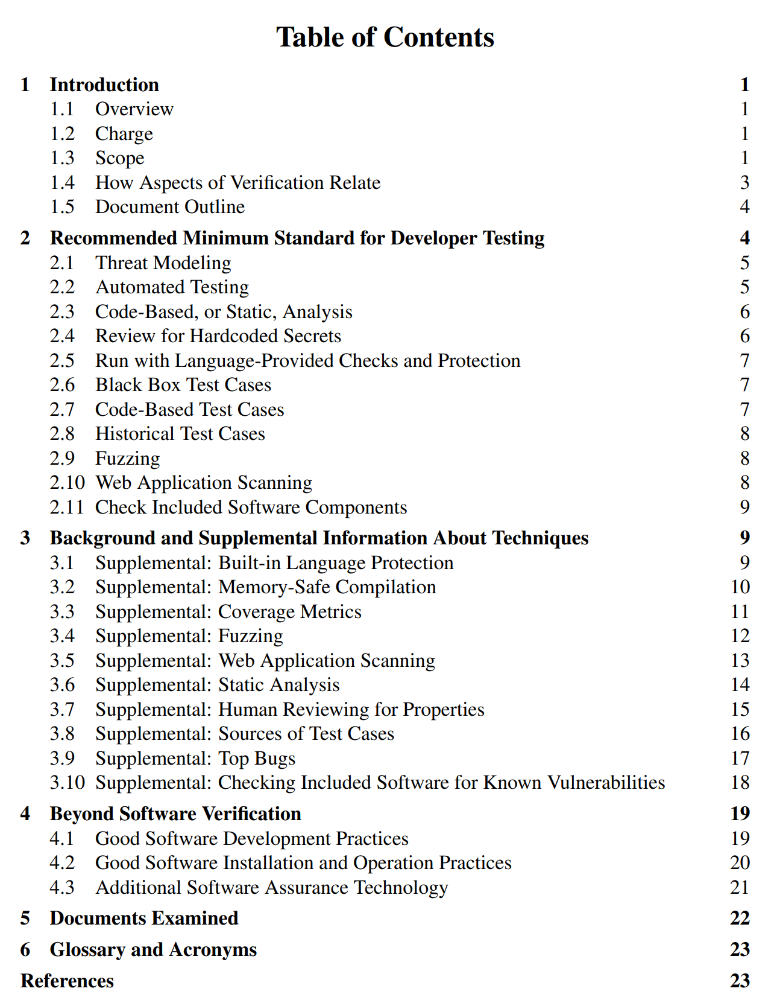 Table of Contents
1 Introduction 1
1.1 Overview 1
1.2 Charge 1
1.3 Scope 1
1.4 How Aspects of Verification Relate 3
1.5 Document Outline 4
2 Recommended Minimum Standard for Developer Testing 4
2.1 Threat Modeling 5
2.2 Automated Testing 5
2.3 Code-Based, or Static, Analysis 6
2.4 Review for Hardcoded Secrets 6
2.5 Run with Language-Provided Checks and Protection 7
2.6 Black Box Test Cases 7
2.7 Code-Based Test Cases 7
2.8 Historical Test Cases 8
2.9 Fuzzing 8
2.10 Web Application Scanning 8
2.11 Check Included Software Components 9
3 Background and Supplemental Information About Techniques 9
3.1 Supplemental: Built-in Language Protection 9
3.2 Supplemental: Memory-Safe Compilation 10
3.3 Supplemental: Coverage Metrics 11
3.4 Supplemental: Fuzzing 12
3.5 Supplemental: Web Application Scanning 13
3.6 Supplemental: Static Analysis 14
3.7 Supplemental: Human Reviewing for Properties 15
3.8 Supplemental: Sources of Test Cases 16
3.9 Supplemental: Top Bugs 17
3.10 Supplemental: Checking Included Software for Known Vulnerabilities 18
4 Beyond Software Verification 19
4.1 Good Software Development Practices 19
4.2 Good Software Installation and Operation Practices 20
4.3 Additional Software Assurance Technology 21
5 Documents Examined 22
6 Glossary and Acronyms 23
References 23